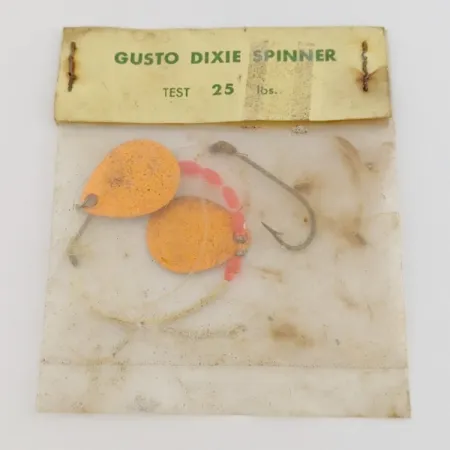 GUSTO DIXIE SPINNER
TEST 25 lbs.